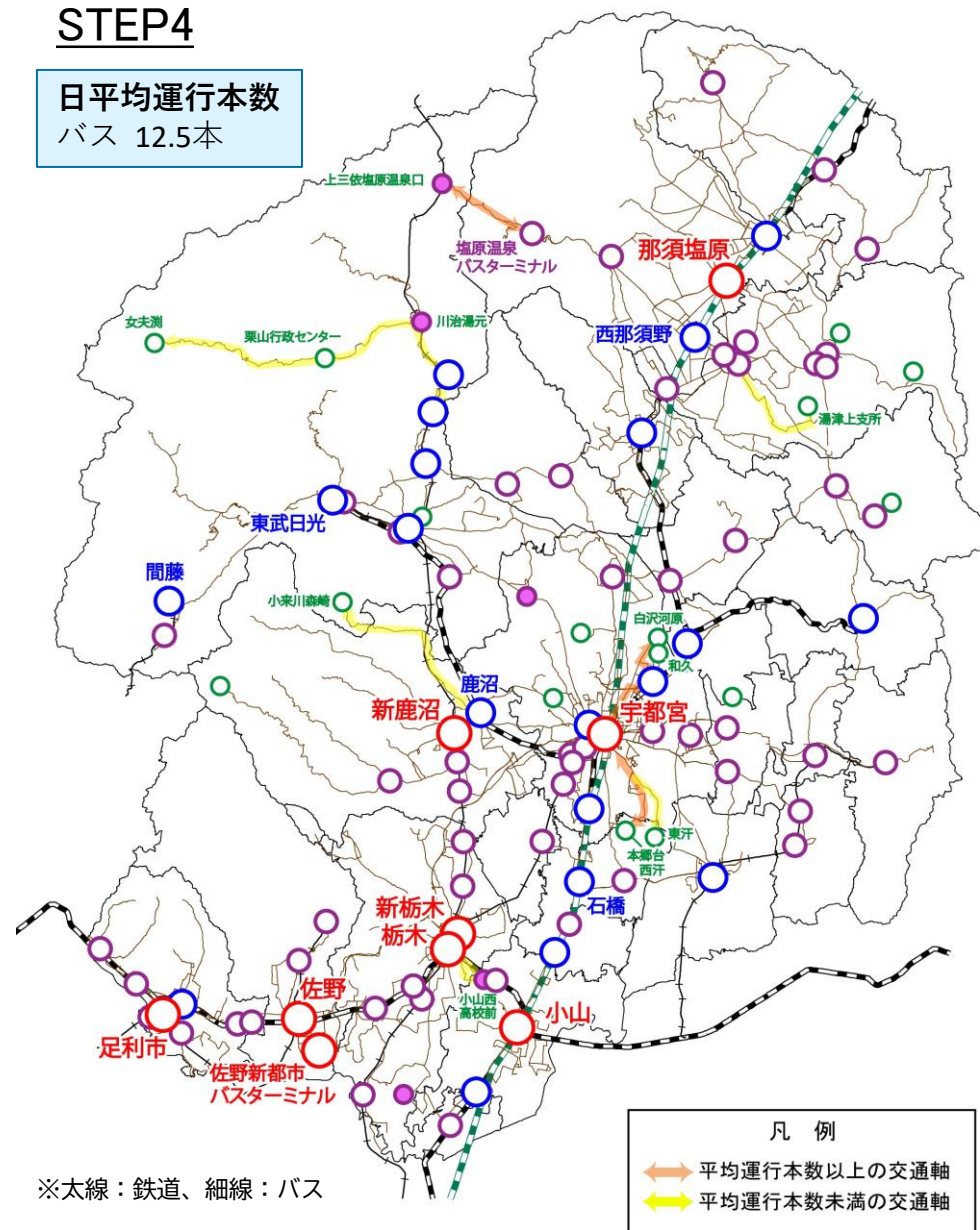 STEP4
日平均運行本数
バス 12.5本
上三依塩原温泉口
塩原温泉
バスターミナル
那須塩原
女夫渕
栗山行政センター
川治湯元
西那須野
湯津上支所
東武日光
間藤
小来川森崎
白沢河原
和久
鹿沼
新鹿沼
宇都宮
東汗
本郷台
西汗
石橋
新栃木
栃木
佐野
小山西
高校前
小山
足利市
佐野新都市
バスターミナル
凡 例
平均運行本数以上の交通軸
平均運行本数未満の交通軸
※太線：鉄道、細線：バス